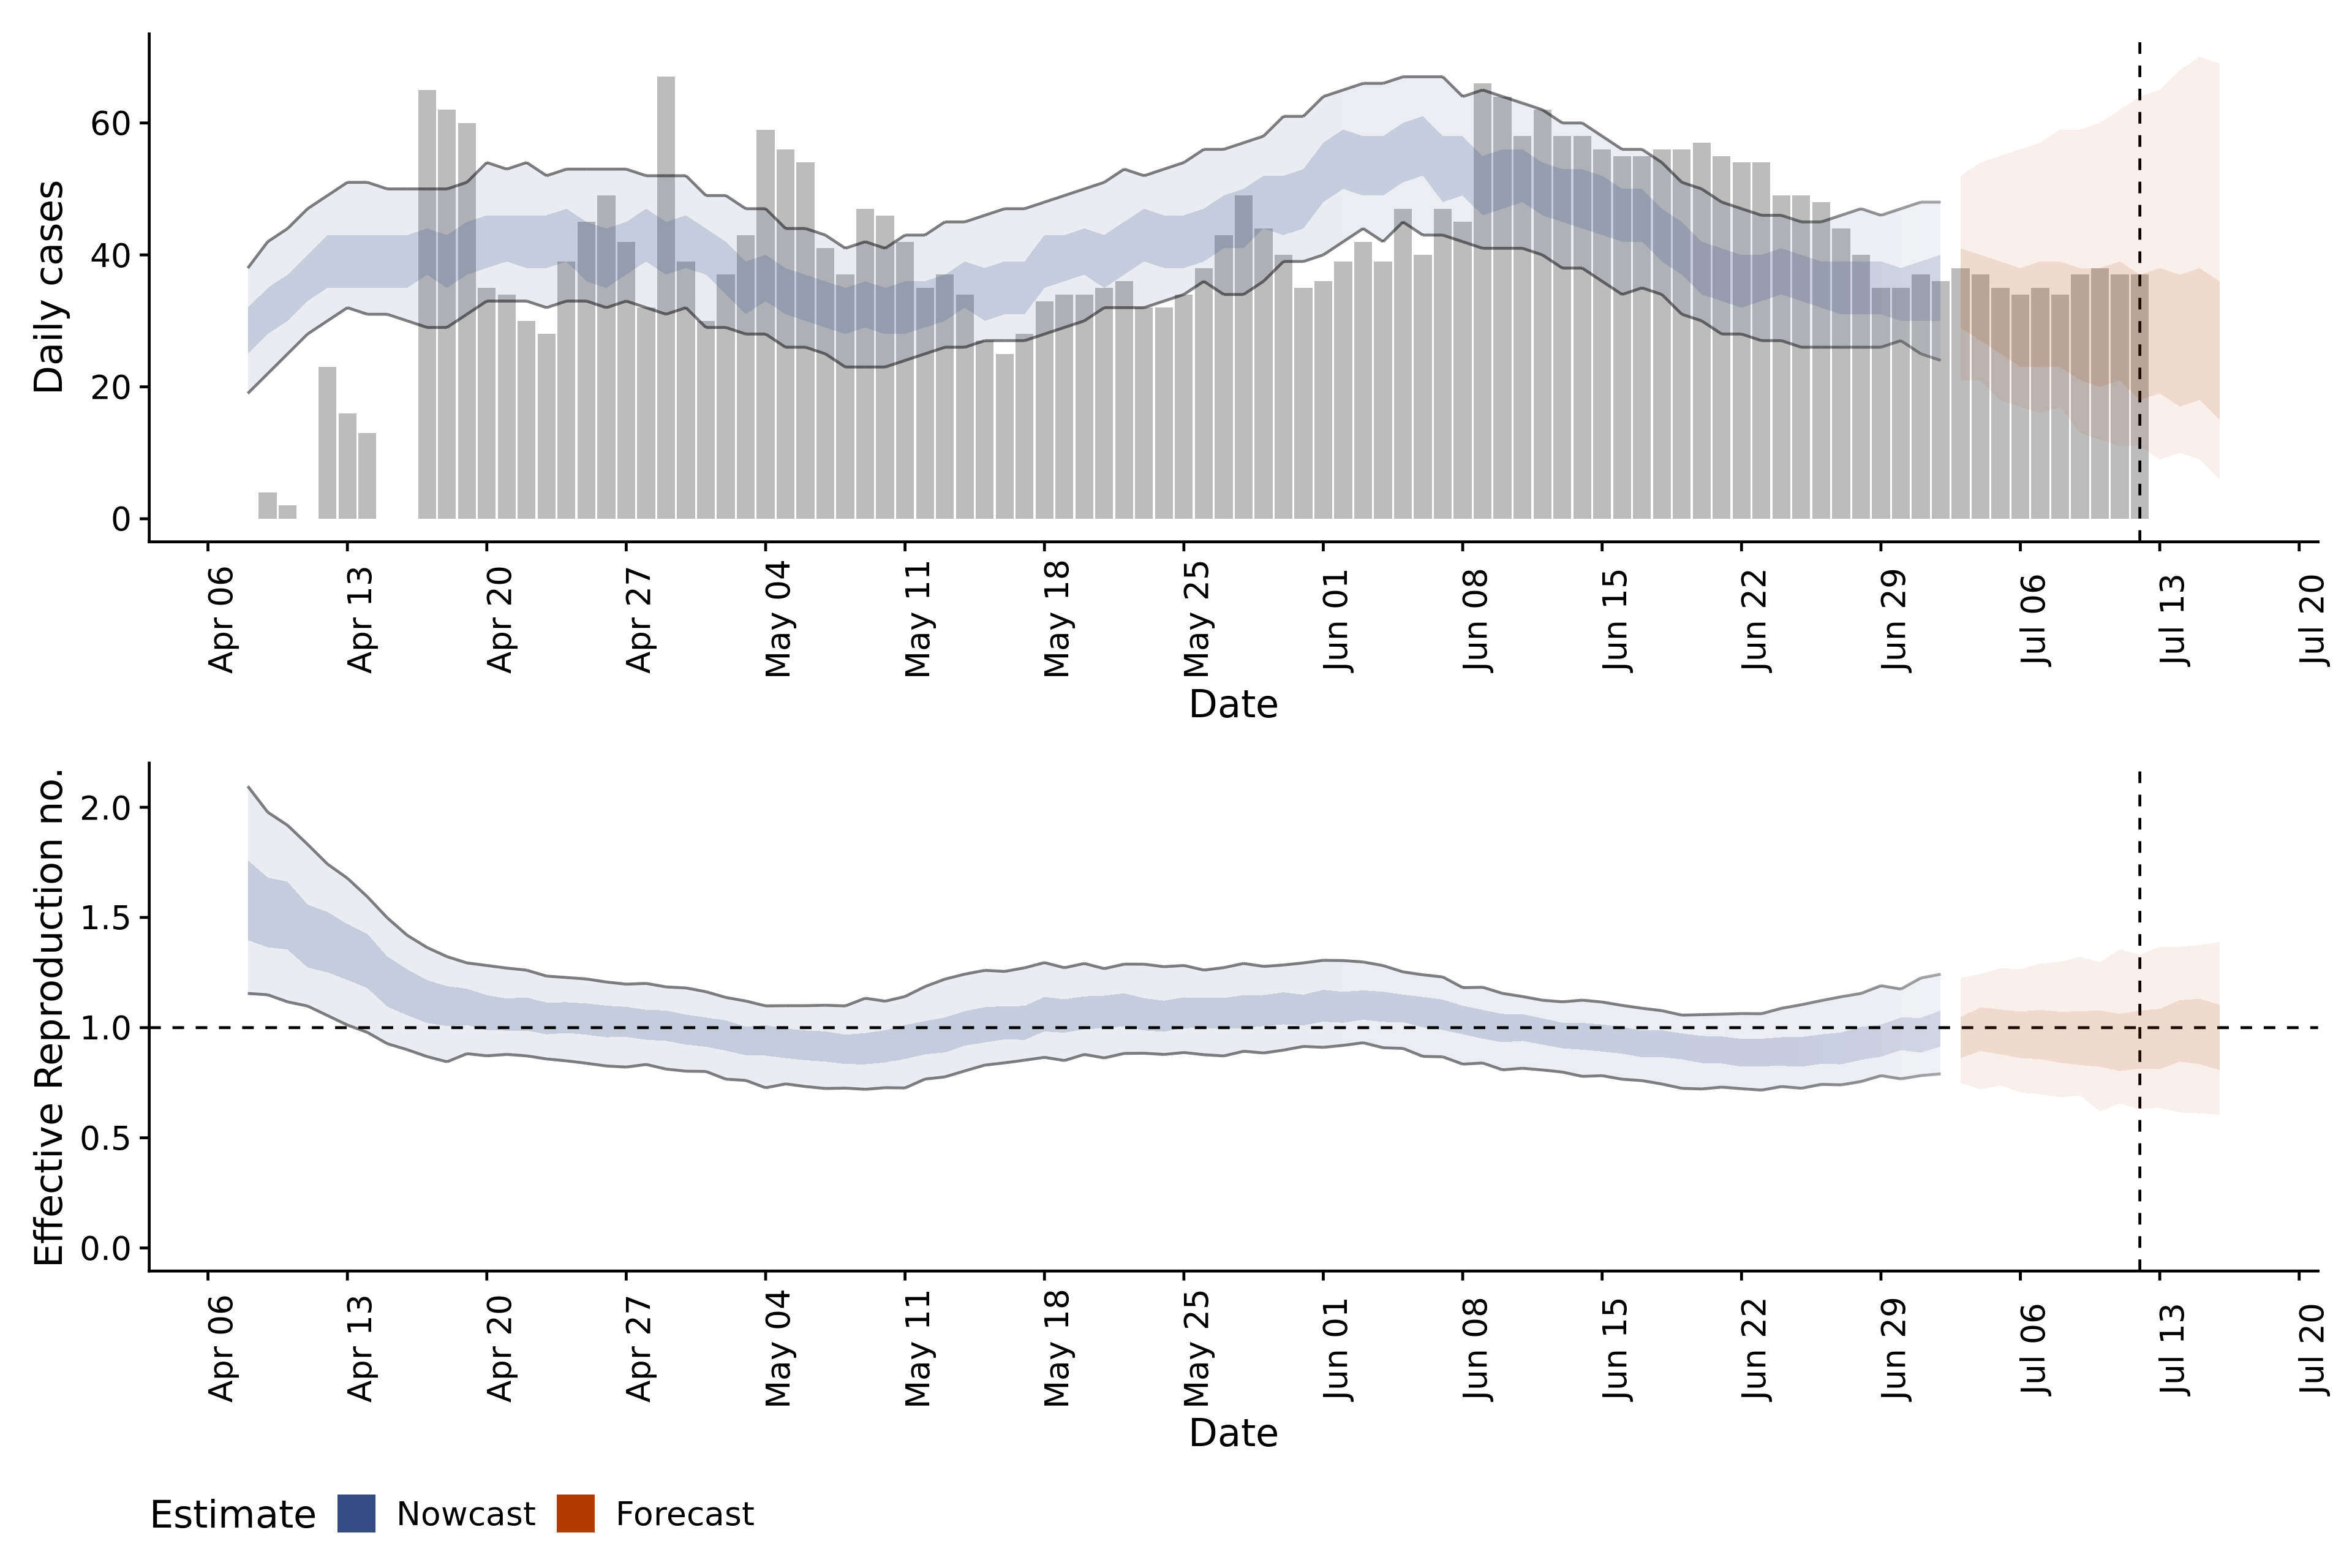 Daily cases
60
40
20
0
Apr 06
Apr 13
Apr 20
Apr 27
May 04
May 11
May 18
May 25
Jun 01
Jun 08
Jun 15
Jun 22
Jun 29
Jul 06
Jul 13
Jul 20
Date
Effective Reproduction no.
2.0
1.5
1.0
0.5
0.0
Apr 06
Apr 13
Apr 20
Apr 27
May 04
May 11
May 18
May 25
Jun 01
Jun 08
Jun 15
Jun 22
Jun 29
Jul 06
Jul 13
Jul 20
Date
Estimate Nowcast Forecast